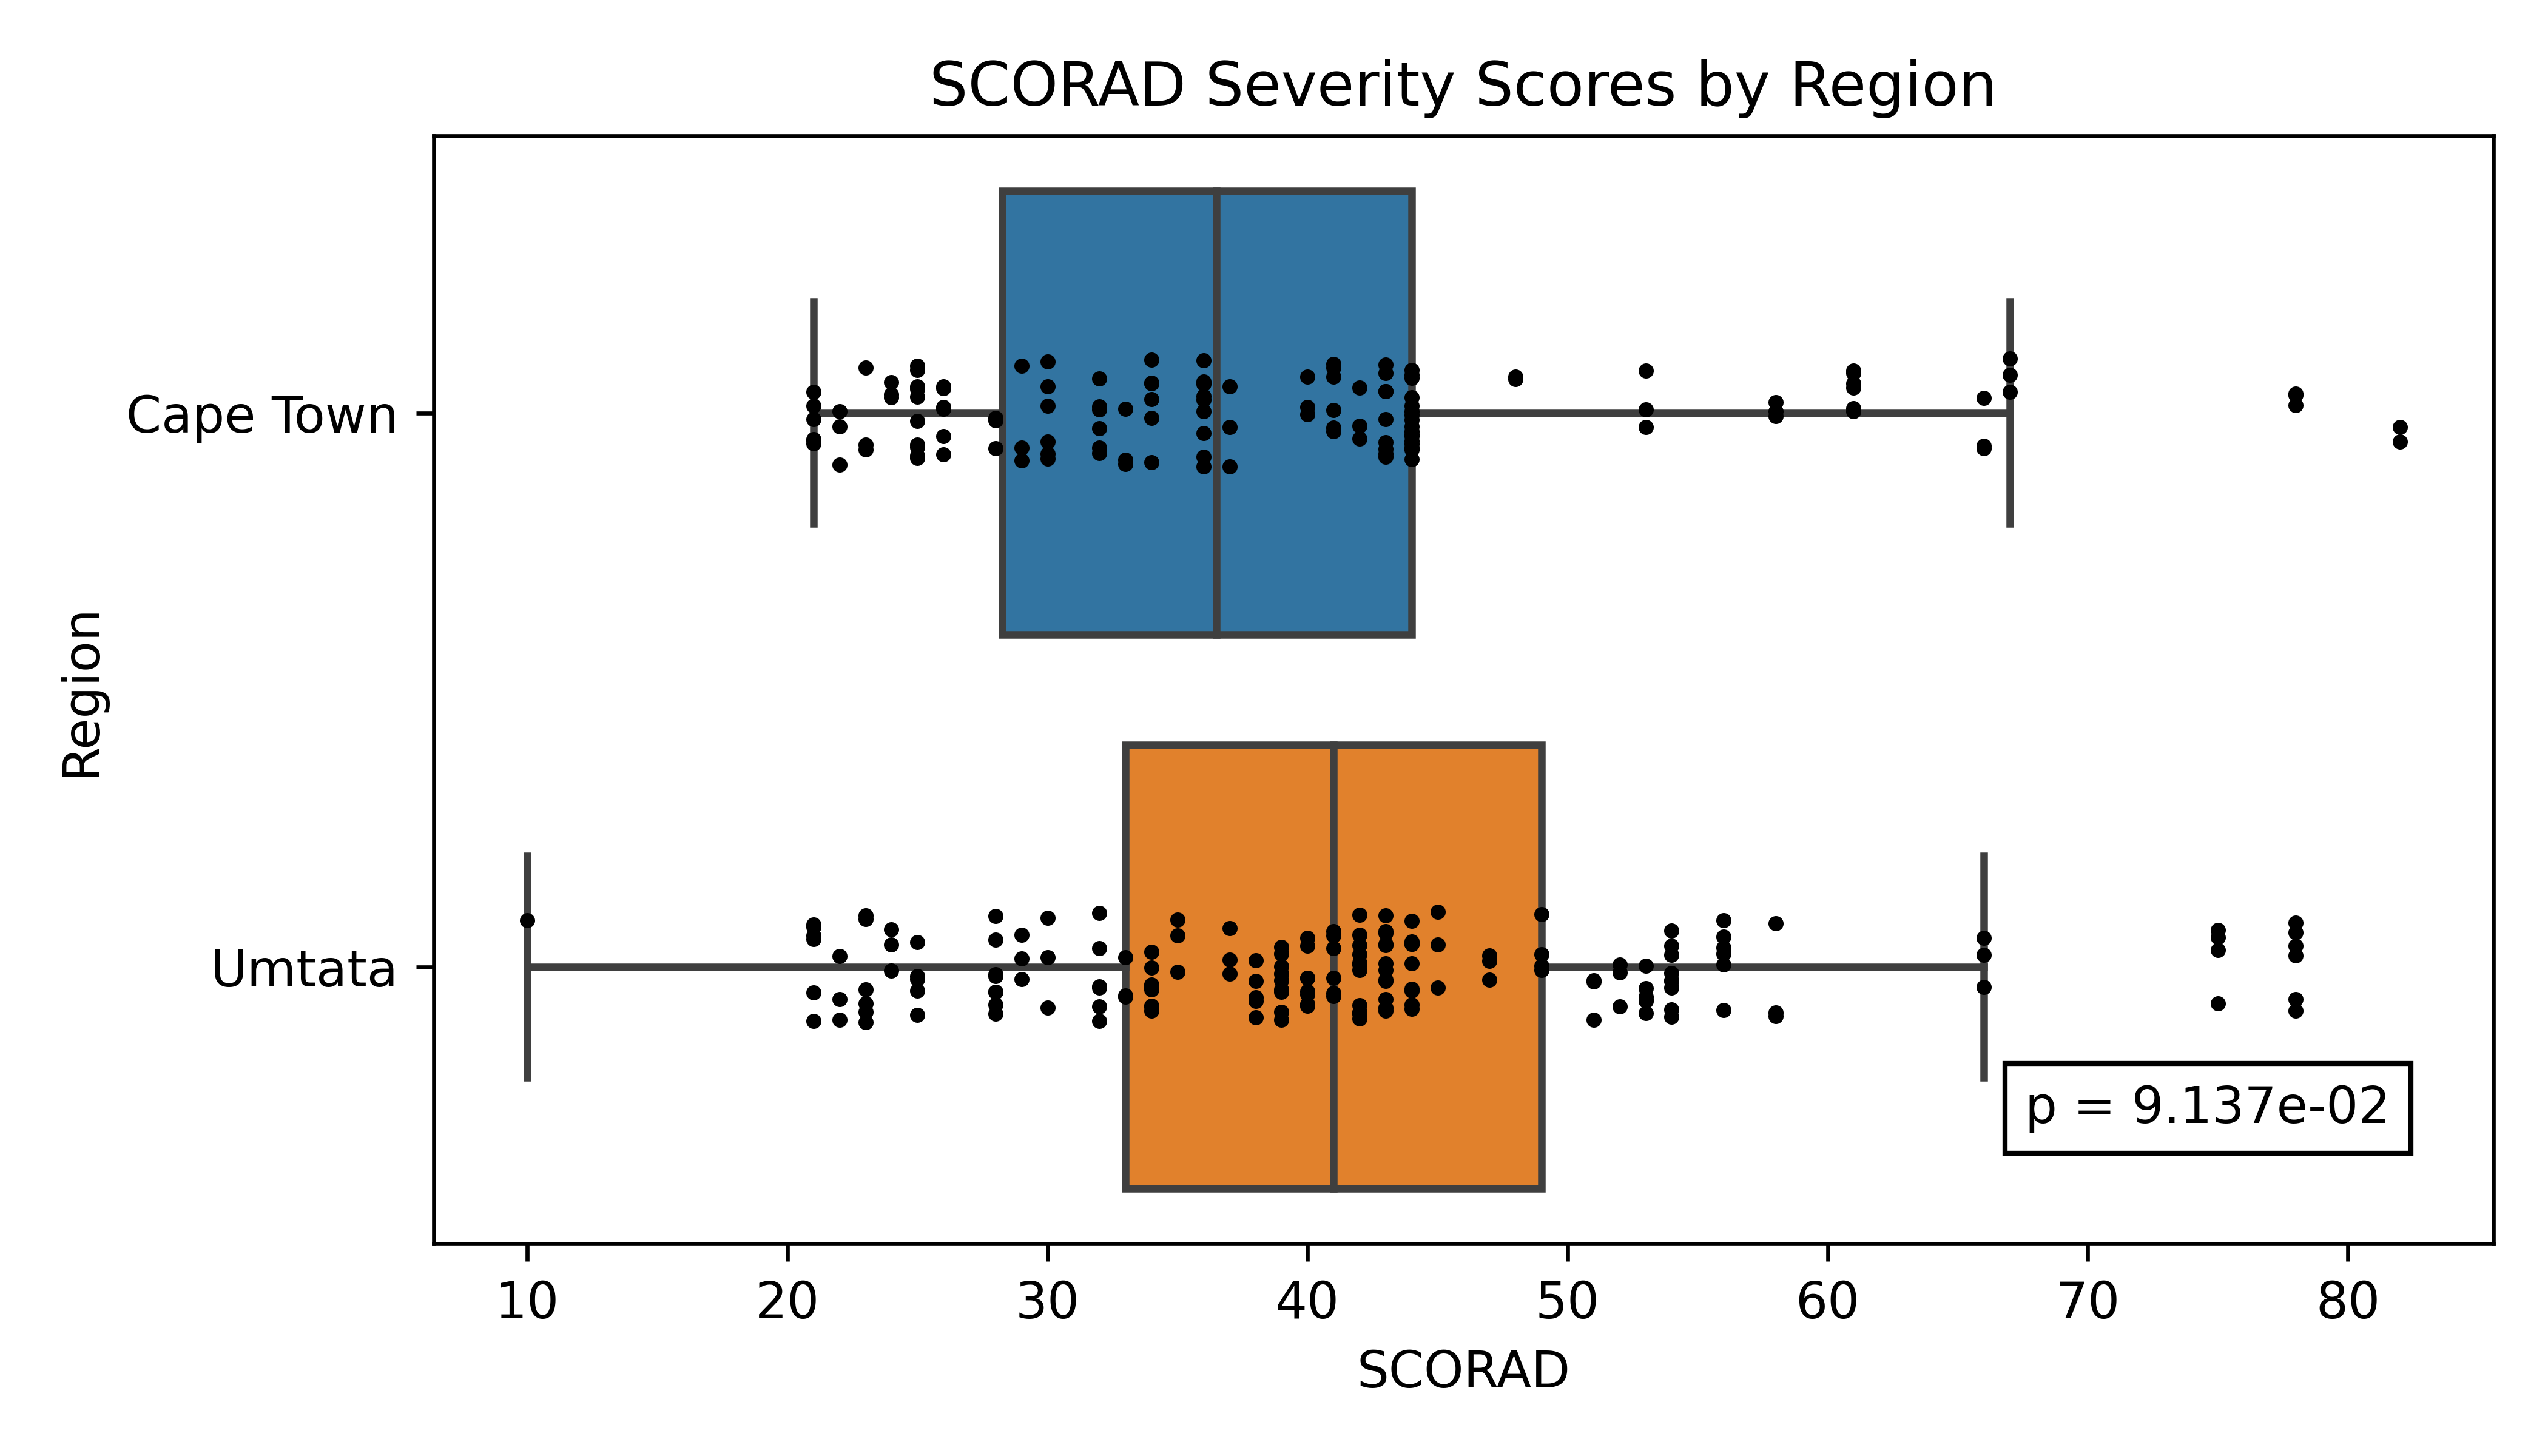 SCORAD Severity Scores by Region
Cape Town
Region
Umtata
p = 9.137e-02
10 20 30 40 50 60 70 80
SCORAD